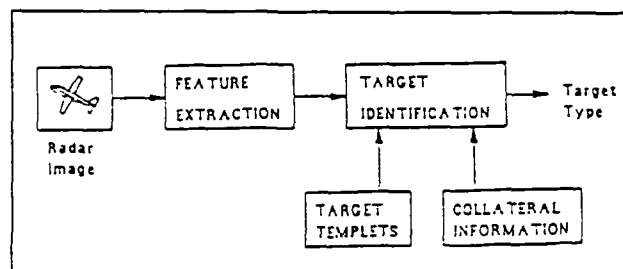 FEATURE
EXTRACTION
TARGET
IDENTIFICATION
Target
Type
Radar
Image
TARGET
TEMPLETS
COLLATERAL
INFORMATION